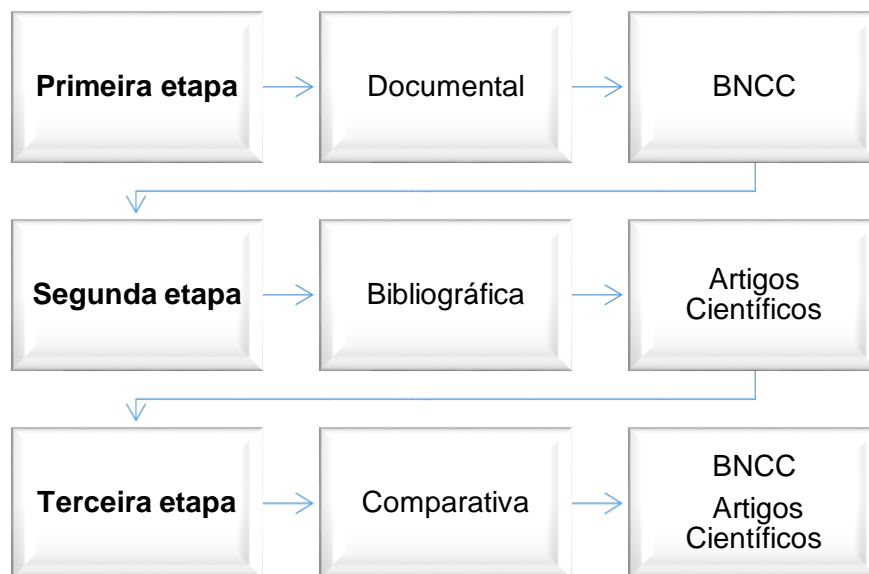 Primeira etapa
Documental
BNCC
Segunda etapa
Bibliográfica
Artigos
Científicos
Terceira etapa
Comparativa
BNCC
Artigos
Científicos